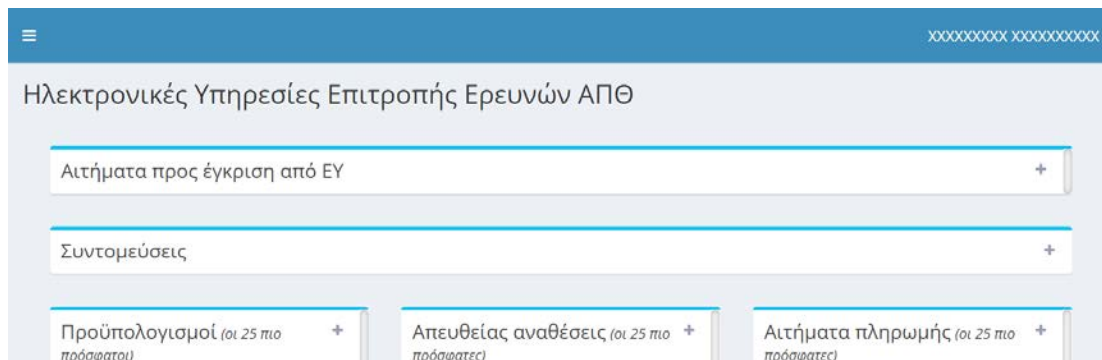 XXXXXXXXX XXXXXXXXXX
Ηλεκτρονικές Υπηρεσίες Επιτροπής Ερευνών ΑΠΘ
Αιτήματα προς έγκριση από ΕΥ
Συντομεύσεις
Προϋπολογισμοί (οι 25 πιο
πρόσφατοι)
Απευθείας αναθέσεις (οι 25 πιο
πρόσφατες)
Αιτήματα πληρωμής (οι 25 πιο
πρόσφατες)